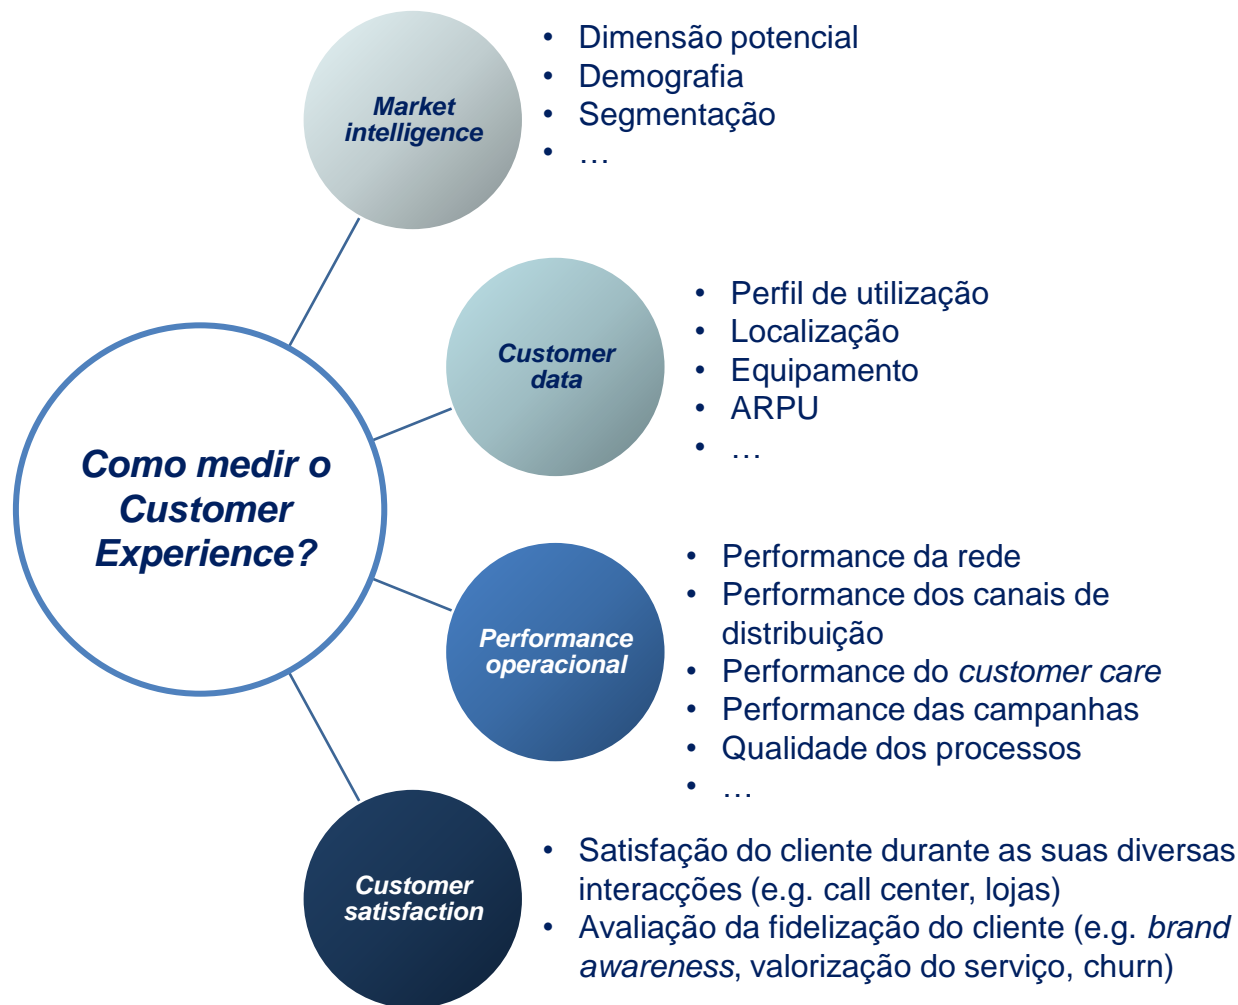 Como medir o
Customer
Experience?
Market
intelligence
• Dimensão potencial
• Demografia
• Segmentação
• …
Customer
data
• Perfil de utilização
• Localização
• Equipamento
• ARPU
• …
Performance
operacional
• Performance da rede
• Performance dos canais de
distribuição
• Performance do customer care
• Performance das campanhas
• Qualidade dos processos
• …
Customer
satisfaction
• Satisfação do cliente durante as suas diversas
interacções (e.g. call center, lojas)
• Avaliação da fidelização do cliente (e.g. brand
awareness, valorização do serviço, churn)